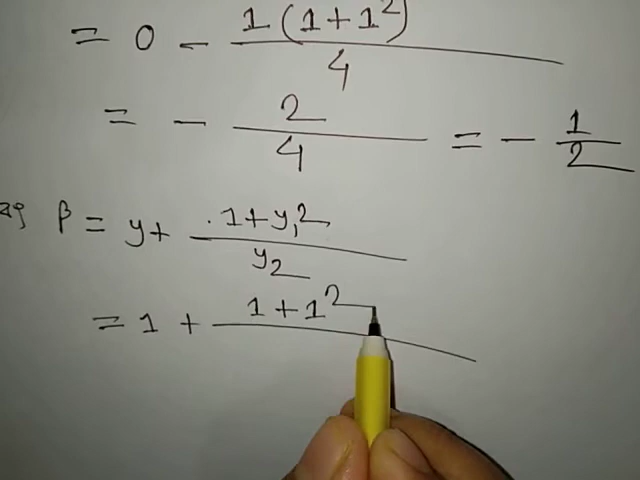 = 0 - 1(1+1²)/4
= - 2/4 = - 1/2
β = y + 1+y₁²/y₂
= 1 + 1+1²